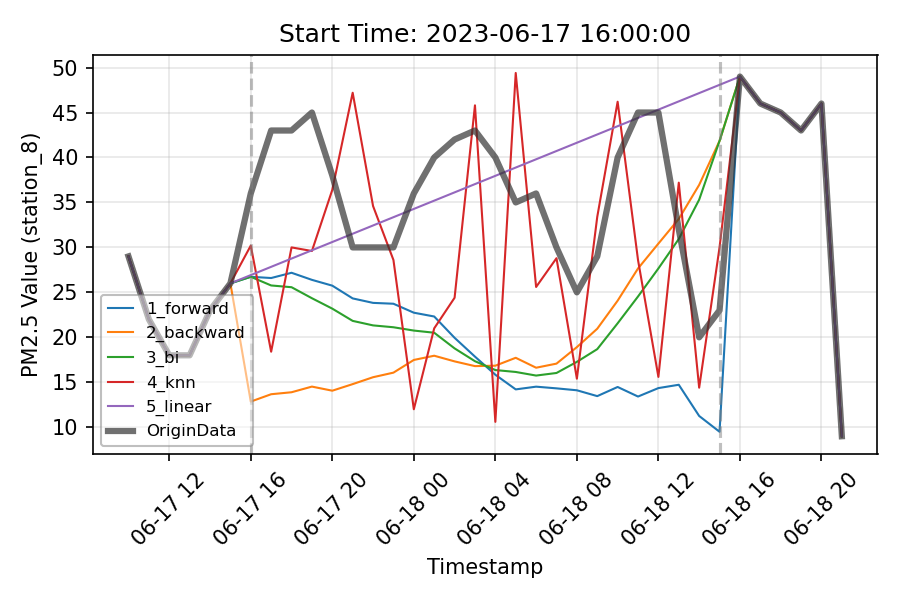 Start Time: 2023-06-17 16:00:00
PM2.5 Value (station_8)
50
45
40
35
30
25
20
15
10
1_forward
2_backward
3_bi
4_knn
5_linear
OriginData
06-17 12
06-17 16
06-17 20
06-18 00
06-18 04
06-18 08
06-18 12
06-18 16
06-18 20
Timestamp